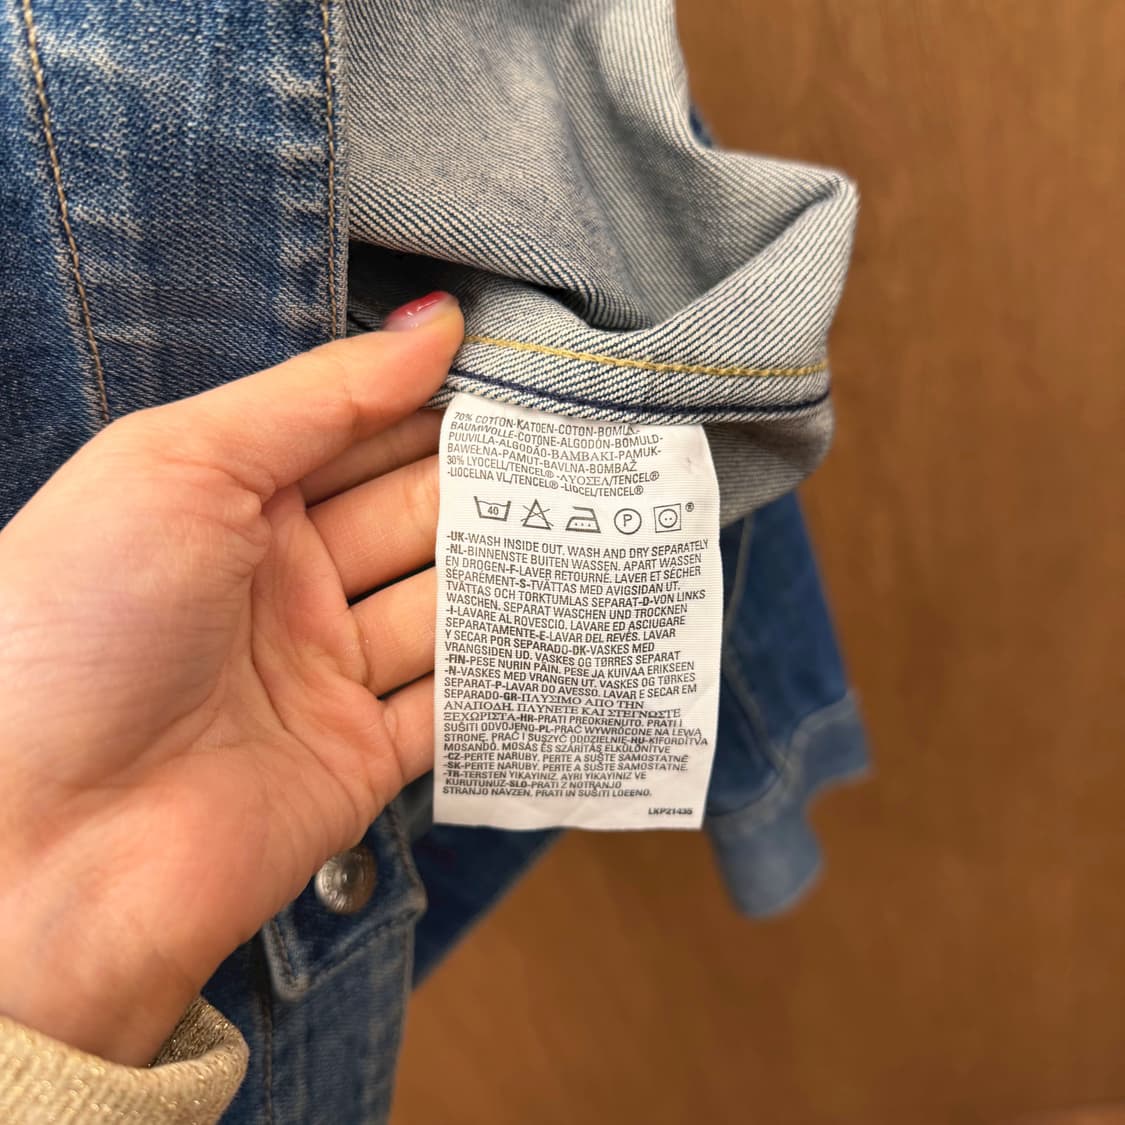 70% COTTON-KATOEN-COTON-BOMUL-
BAUMWOLLE-COTONE-ALGODÓN-BOMULD-
PUUVILLA-ALGODÃO-ΒΑΜΒΑΚΙ-PAMUK-
BAWEŁNA-PAMUT-BAVLNA-BOMBAŽ
30% LYOCELL/TENCEL® -ΛΥΟΣΕΛ/TENCEL®
-LIOCELNA VL/TENCEL® -LIOCEL/TENCEL®
40 P ®
-UK-WASH INSIDE OUT. WASH AND DRY SEPARATELY
-NL-BINNENSTE BUITEN WASSEN. APART WASSEN
EN DROGEN-F-LAVER RETOURNÉ. LAVER ET SÉCHER
SÉPARÉMENT-S-TVÄTTAS MED AVIGSIDAN UT.
TVÄTTAS OCH TORKTUMLAS SEPARAT-D-VON LINKS
WASCHEN. SEPARAT WASCHEN UND TROCKNEN
-I-LAVARE AL ROVESCIO. LAVARE ED ASCIUGARE
SEPARATAMENTE-E-LAVAR DEL REVÉS. LAVAR
Y SECAR POR SEPARADO-DK-VASKES MED
VRANGSIDEN UD. VASKES OG TØRRES SEPARAT
-FIN-PESE NURIN PÄIN. PESE JA KUIVAA ERIKSEEN
-N-VASKES MED VRANGEN UT. VASKES OG TØRKES
SEPARAT-P-LAVAR DO AVESSO. LAVAR E SECAR EM
SEPARADO-GR-ΠΛΥΣΙΜΟ ΑΠΟ ΤΗΝ
ΑΝΑΠΟΔΗ. ΠΛΥΝΕΤΕ ΚΑΙ ΣΤΕΓΝΩΣΤΕ
ΞΕΧΩΡΙΣΤΑ-HR-PRATI PREOKRENUTO. PRATI I
SUŠITI ODVOJENO-PL-PRAĆ WYWRÓCONE NA LEWĄ
STRONĘ. PRAĆ I SUSZYĆ ODDZIELNIE-HU-KIFORDÍTVA
MOSANDÓ. MOSÁS ÉS SZÁRÍTÁS ELKÜLÖNÍTVE
-CZ-PERTE NARUBY. PERTE A SUŠTE SAMOSTATNĚ
-SK-PERTE NARUBY. PERTE A SUŠTE SAMOSTATNE.
-TR-TERSTEN YIKAYINIZ. AYRI YIKAYINIZ VE
KURUTUNUZ-SLO-PRATI Z NOTRANJO
STRANJO NAVZEN. PRATI IN SUŠITI LOEENO.
LKP21435